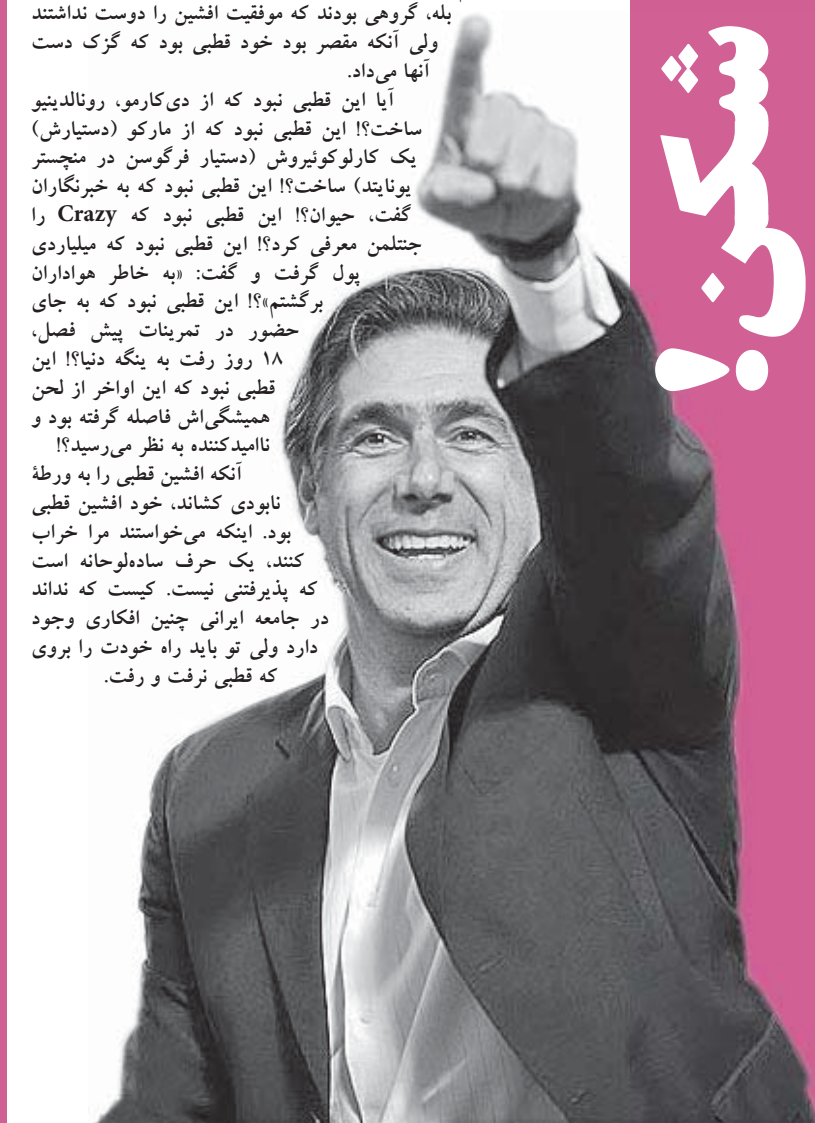 بله، گروهی بودند که موفقیت افشین را دوست نداشتند
ولی آنکه مقصر بود خود قطبی بود که گزک دست
آنها می‌داد.
آیا این قطبی نبود که از دی‌کارمو، رونالدینیو
ساخت؟! این قطبی نبود که از مارکو (دستیارش)
یک کارلوکوئیروش (دستیار فرگوسن در منچستر
یونایتد) ساخت؟! این قطبی نبود که به خبرنگاران
گفت، حیوان؟! این قطبی نبود که Crazy را
جنتلمن معرفی کرد؟! این قطبی نبود که میلیاردی
پول گرفت و گفت: «به خاطر هواداران
برگشتم»؟! این قطبی نبود که به جای
حضور در تمرینات پیش فصل،
۱۸ روز رفت به ینگه دنیا؟! این
قطبی نبود که این اواخر از لحن
همیشگی‌اش فاصله گرفته بود و
ناامیدکننده به نظر می‌رسید؟!
آنکه افشین قطبی را به ورطۀ
نابودی کشاند، خود افشین قطبی
بود. اینکه می‌خواستند مرا خراب
کنند، یک حرف ساده‌لوحانه است
که پذیرفتنی نیست. کیست که نداند
در جامعه ایرانی چنین افکاری وجود
دارد ولی تو باید راه خودت را بروی
که قطبی نرفت و رفت.
شکن!